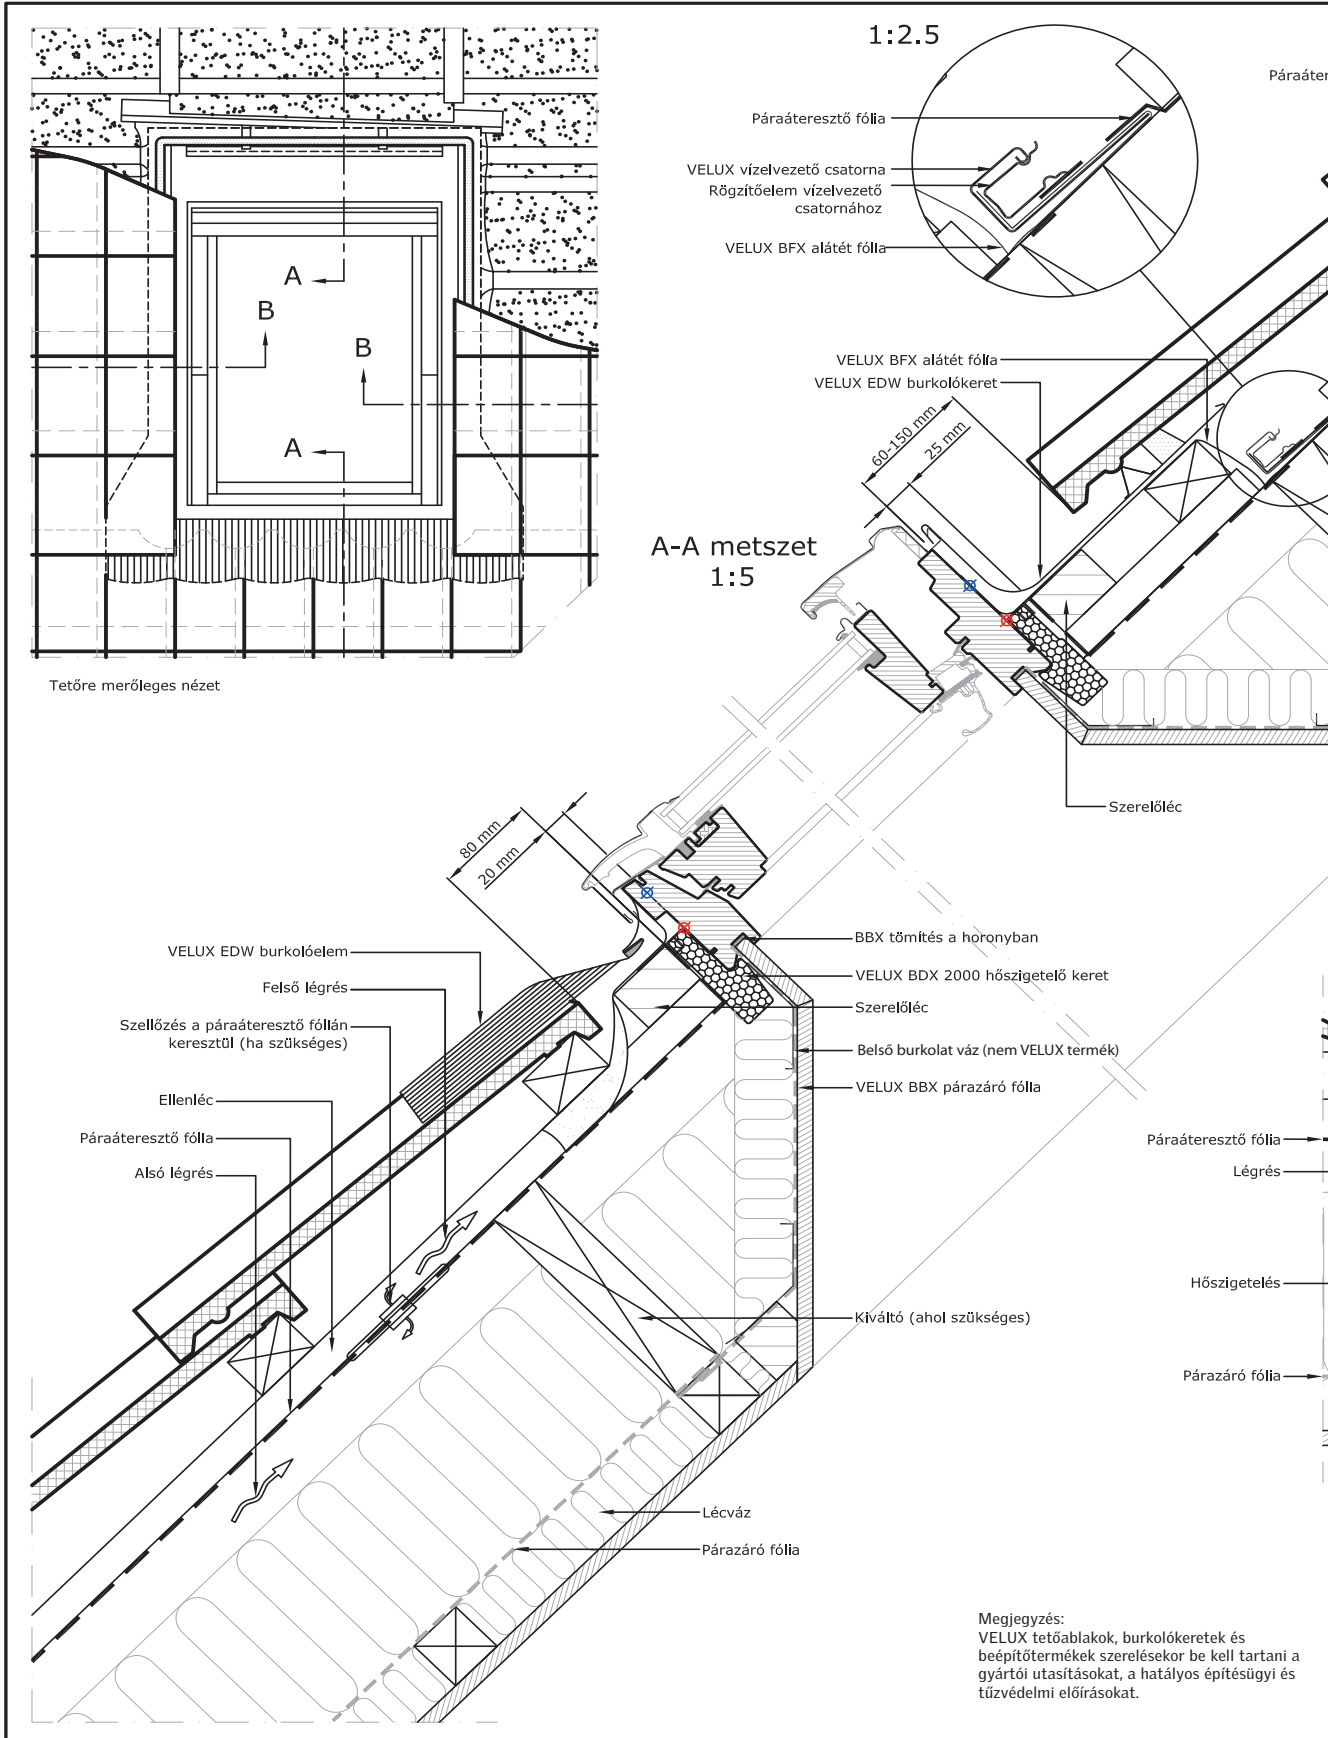 1:2.5
Páraáter
Páraáteresztő fólia
VELUX vízelvezető csatorna
Rögzítőelem vízelvezető
csatornához
VELUX BFX alátét fólia
A
B
B
A
VELUX BFX alátét fólia
VELUX EDW burkolókeret
60-150 mm
25 mm
A-A metszet
1:5
Tetőre merőleges nézet
Szerelőléc
80 mm
20 mm
VELUX EDW burkolóelem
Felső légrés
Szellőzés a páraáteresztő fólián
keresztül (ha szükséges)
Ellenléc
Páraáteresztő fólia
Alsó légrés
BBX tömítés a horonyban
VELUX BDX 2000 hőszigetelő keret
Szerelőléc
Belső burkolat váz (nem VELUX termék)
VELUX BBX párazáró fólia
Páraáteresztő fólia
Légrés
Hőszigetelés
Kiváltó (ahol szükséges)
Párazáró fólia
Lécváz
Párazáró fólia
Megjegyzés:
VELUX tetőablakok, burkolókeretek és
beépítőtermékek szerelésekor be kell tartani a
gyártói utasításokat, a hatályos építésügyi és
tűzvédelmi előírásokat.